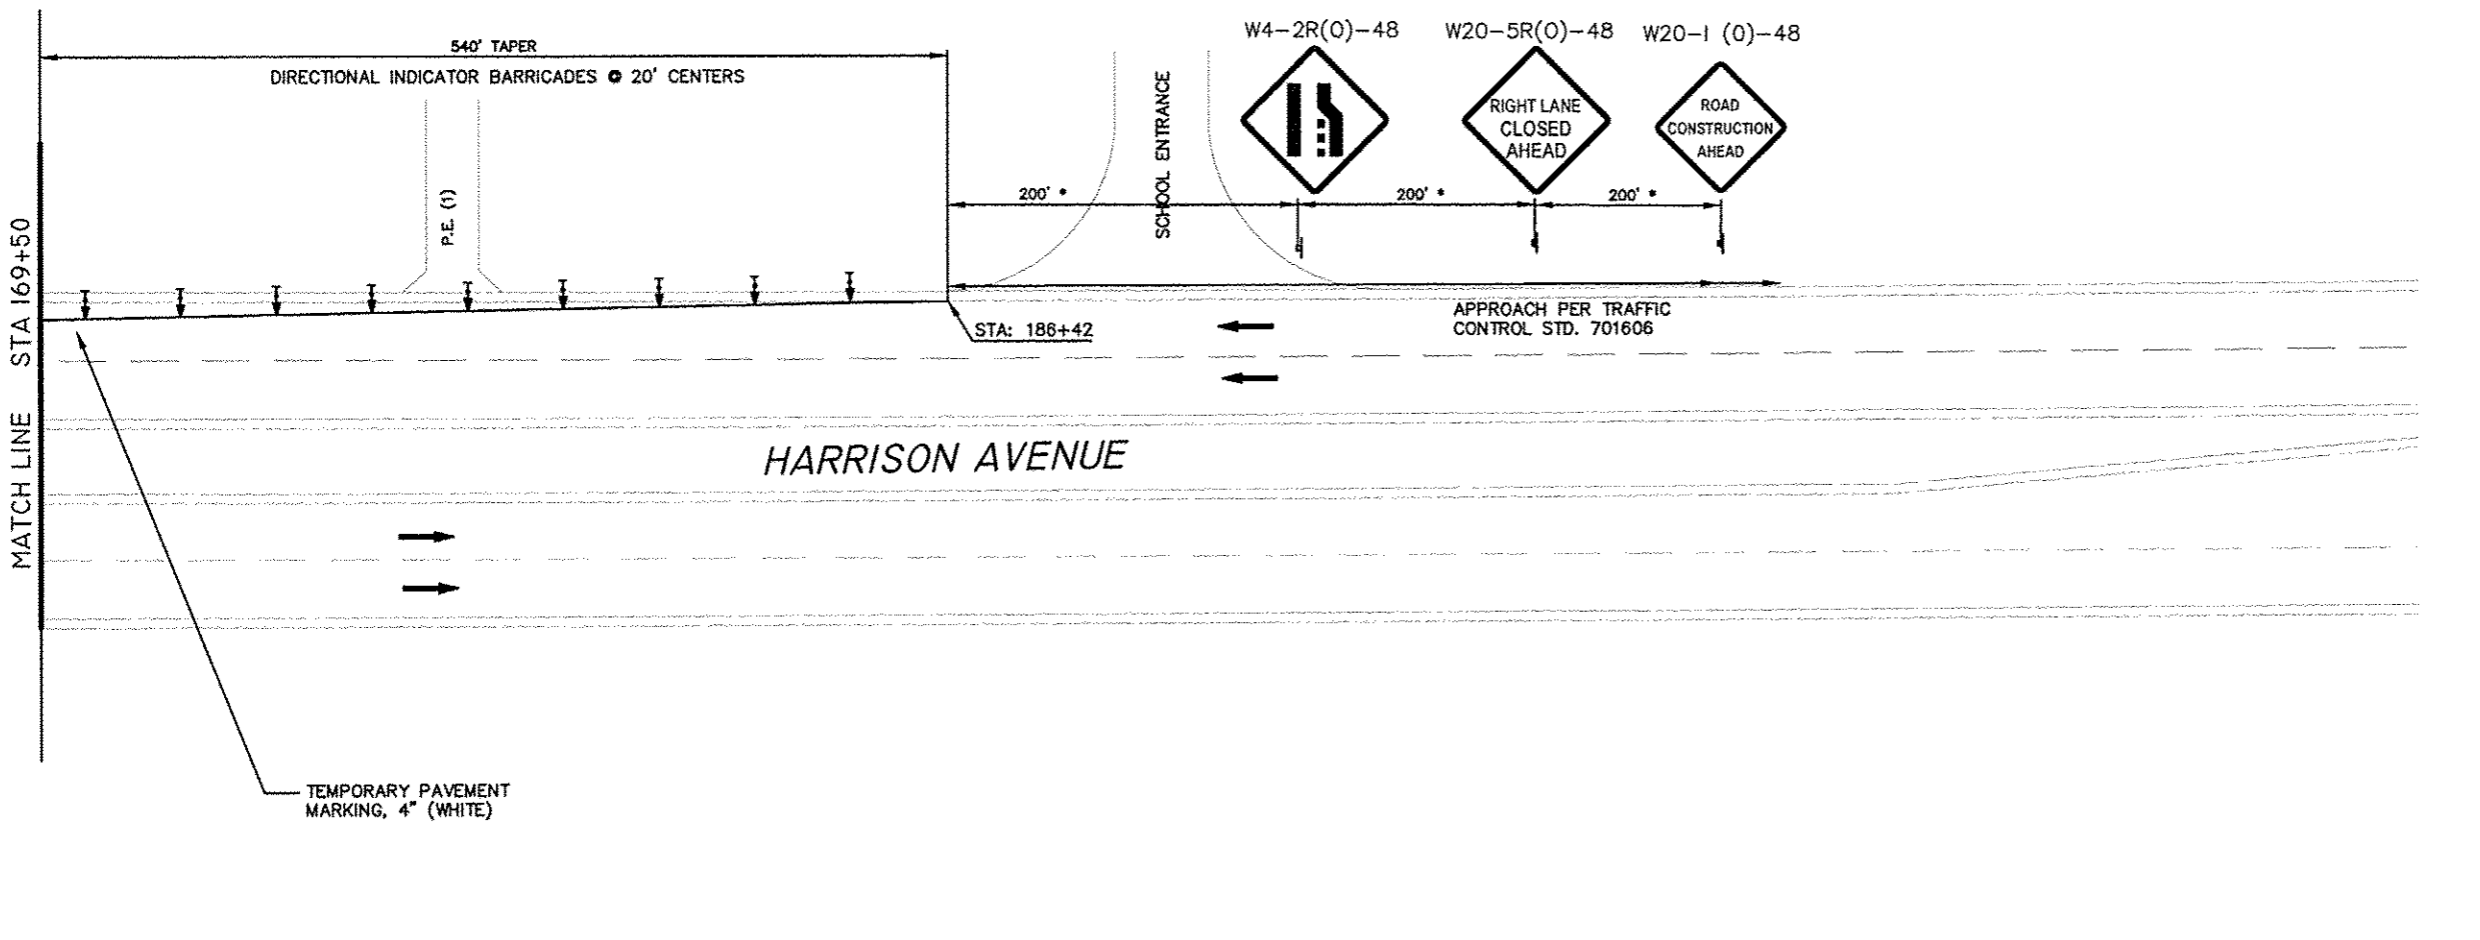 W4-2R(O)-48
W20-5R(O)-48
W20-1 (O)-48
540' TAPER
DIRECTIONAL INDICATOR BARRICADES @ 20' CENTERS
RIGHT LANE
CLOSED
AHEAD
ROAD
CONSTRUCTION
AHEAD
SCHOOL ENTRANCE
P.E. (1)
200' *
200' *
200' *
MATCH LINE STA 169+50
STA: 186+42
APPROACH PER TRAFFIC
CONTROL STD. 701606
HARRISON AVENUE
TEMPORARY PAVEMENT
MARKING, 4" (WHITE)